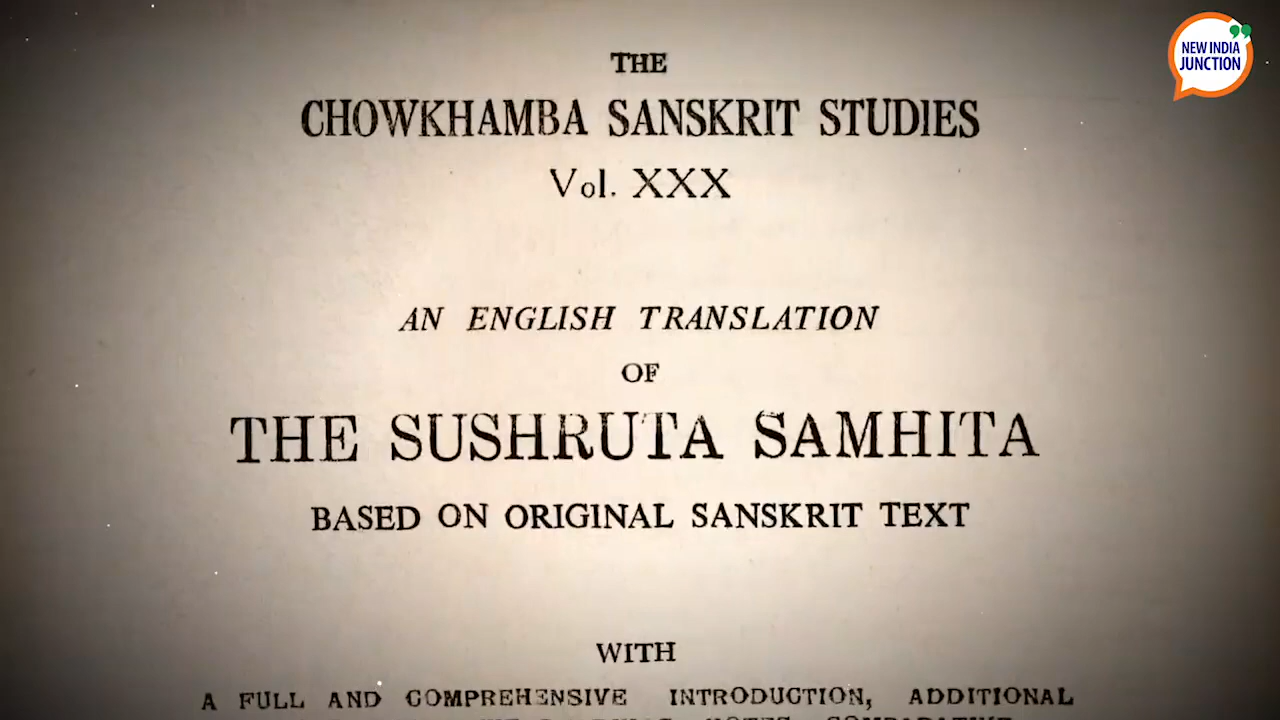 THE
CHOWKHAMBA SANSKRIT STUDIES
Vol. XXX
AN ENGLISH TRANSLATION
OF
THE SUSHRUTA SAMHITA
BASED ON ORIGINAL SANSKRIT TEXT
WITH
A FULL AND COMPREHENSIVE INTRODUCTION, ADDITIONAL
NEW INDIA
JUNCTION